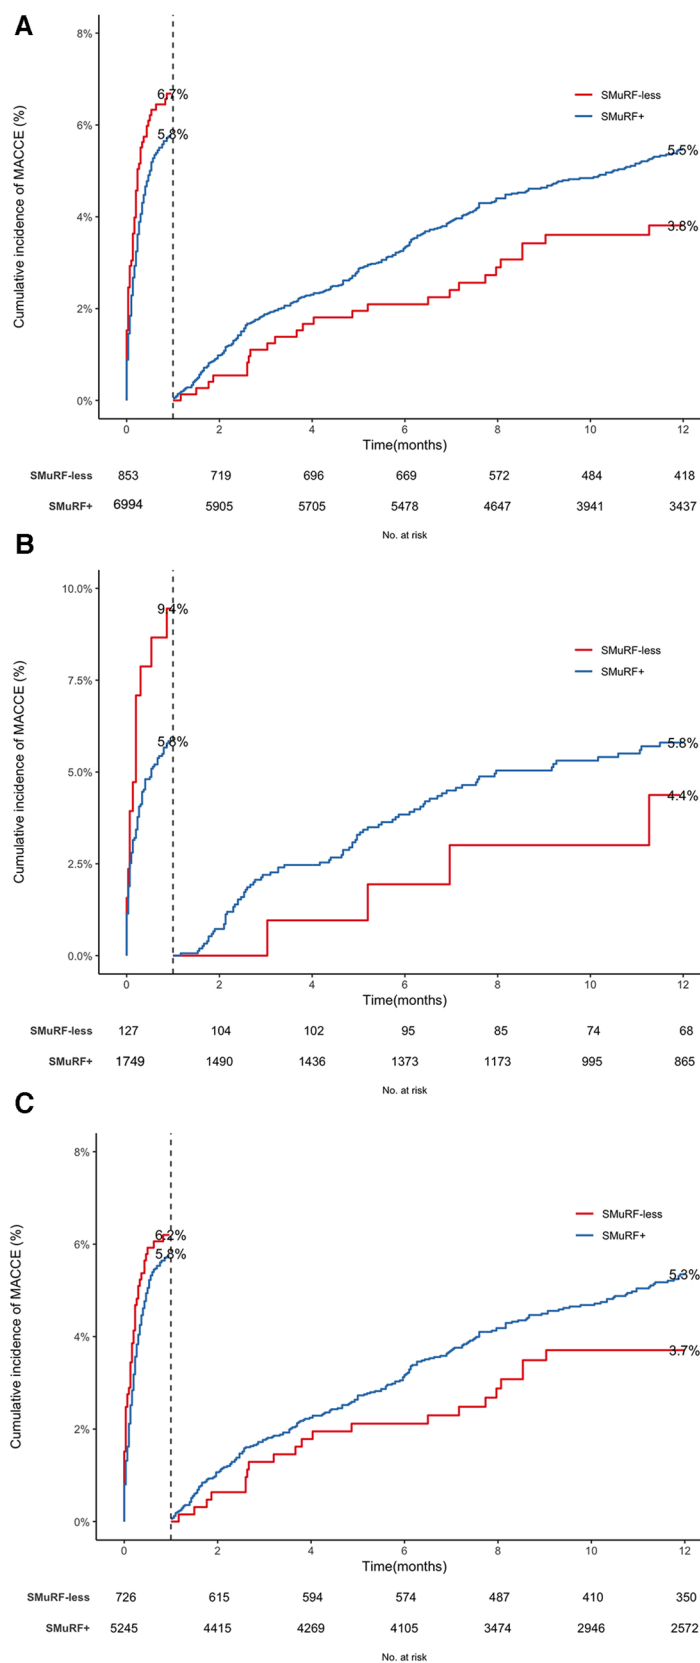 A
Cumulative incidence of MACCE (%)
8%
6%
4%
2%
0%
6.7%
5.8%
SMuRF-less
SMuRF+
5.5%
3.8%
0 2 4 6 8 10 12
Time(months)
SMuRF-less 853 719 696 669 572 484 418
SMuRF+ 6994 5905 5705 5478 4647 3941 3437
No. at risk
B
Cumulative incidence of MACCE (%)
10.0%
7.5%
5.0%
2.5%
0.0%
9.4%
5.8%
SMuRF-less
SMuRF+
5.8%
4.4%
0 2 4 6 8 10 12
Time(months)
SMuRF-less 127 104 102 95 85 74 68
SMuRF+ 1749 1490 1436 1373 1173 995 865
No. at risk
C
Cumulative incidence of MACCE (%)
8%
6%
4%
2%
0%
6.2%
5.8%
SMuRF-less
SMuRF+
5.3%
3.7%
0 2 4 6 8 10 12
Time(months)
SMuRF-less 726 615 594 574 487 410 350
SMuRF+ 5245 4415 4269 4105 3474 2946 2572
No. at risk